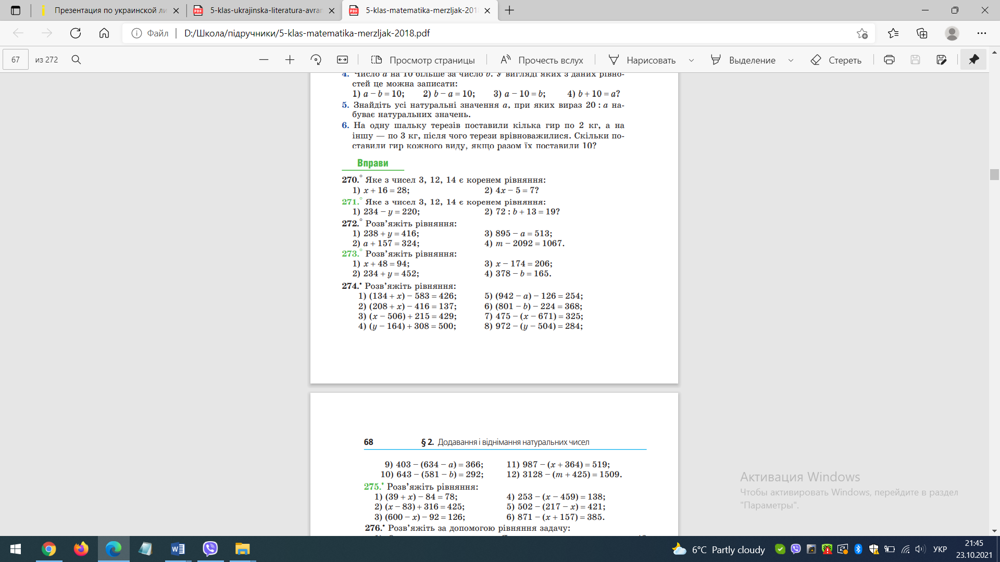 Презентация по украинской ли
5-klas-ukrajinska-literatura-avran
5-klas-matematika-merzljak-201
Файл
D:/Школа/підручники/5-klas-matematika-merzljak-2018.pdf
67 из 272
Просмотр страницы
Прочесть вслух
Нарисовать
Выделение
Стереть
4. Число a на 10 більше за число b. У вигляді яких з даних рівно-
стей це можна записати:
1) a − b = 10; 2) b − a = 10; 3) a − 10 = b; 4) b + 10 = a?
5. Знайдіть усі натуральні значення a, при яких вираз 20 : a на-
буває натуральних значень.
6. На одну шальку терезів поставили кілька гир по 2 кг, а на
іншу — по 3 кг, після чого терези врівноважилися. Скільки по-
ставили гир кожного виду, якщо разом їх поставили 10?
Вправи
270.° Яке з чисел 3, 12, 14 є коренем рівняння:
1) x + 16 = 28; 2) 4x − 5 = 7?
271.° Яке з чисел 3, 12, 14 є коренем рівняння:
1) 234 − y = 220; 2) 72 : b + 13 = 19?
272.° Розв’яжіть рівняння:
1) 238 + y = 416; 3) 895 − a = 513;
2) a + 157 = 324; 4) m − 2092 = 1067.
273.° Розв’яжіть рівняння:
1) x + 48 = 94; 3) x − 174 = 206;
2) 234 + y = 452; 4) 378 − b = 165.
274.• Розв’яжіть рівняння:
1) (134 + x) − 583 = 426; 5) (942 − a) − 126 = 254;
2) (208 + x) − 416 = 137; 6) (801 − b) − 224 = 368;
3) (x − 506) + 215 = 429; 7) 475 − (x − 671) = 325;
4) (y − 164) + 308 = 500; 8) 972 − (y − 504) = 284;
68 § 2. Додавання і віднімання натуральних чисел
9) 403 − (634 − a) = 366; 11) 987 − (x + 364) = 519;
10) 643 − (581 − b) = 292; 12) 3128 − (m + 425) = 1509.
275.• Розв’яжіть рівняння:
1) (39 + x) − 84 = 78; 4) 253 − (x − 459) = 138;
2) (x − 83) + 316 = 425; 5) 502 − (217 − x) = 421;
3) (600 − x) − 92 = 126; 6) 871 − (x + 157) = 385.
276.• Розв’яжіть за допомогою рівняння задачу:
Активация Windows
Чтобы активировать Windows, перейдите в раздел
"Параметры".
6°C Partly cloudy
УКР
21:45
23.10.2021